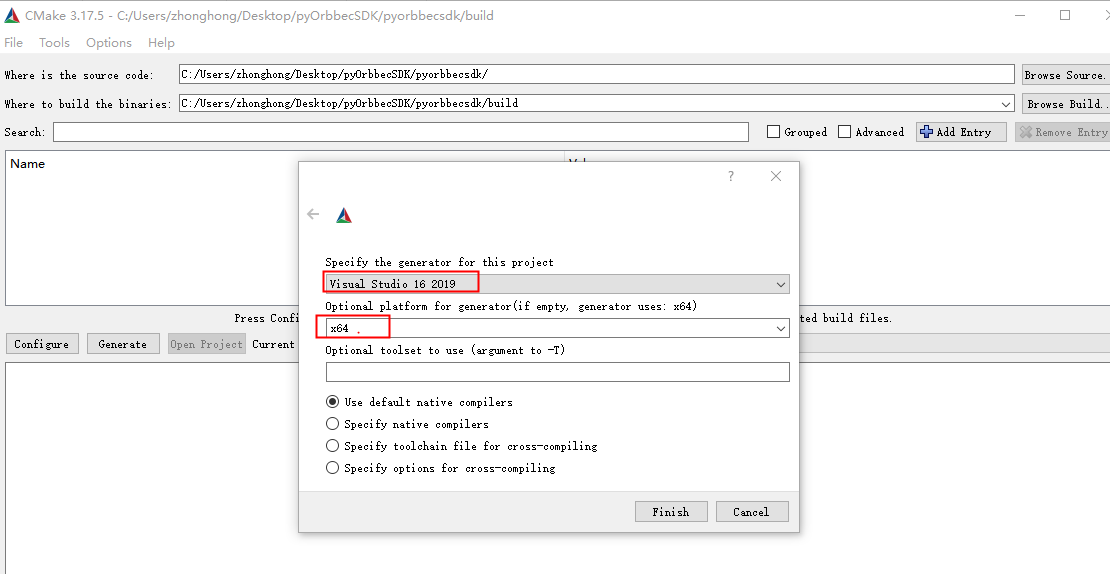 CMake 3.17.5 - C:/Users/zhonghong/Desktop/pyOrbbecSDK/pyorbbecsdk/build
File Tools Options Help
Where is the source code: C:/Users/zhonghong/Desktop/pyOrbbecSDK/pyorbbecsdk/ Browse Source.
Where to build the binaries: C:/Users/zhonghong/Desktop/pyOrbbecSDK/pyorbbecsdk/build Browse Build..
Search: Grouped Advanced Add Entry Remove Entry
Name
?
Specify the generator for this project
Visual Studio 16 2019
Optional platform for generator(if empty, generator uses: x64)
Press Confi ted build files.
x64
Configure Generate Open Project Current
Optional toolset to use (argument to -T)
Use default native compilers
Specify native compilers
Specify toolchain file for cross-compiling
Specify options for cross-compiling
Finish Cancel